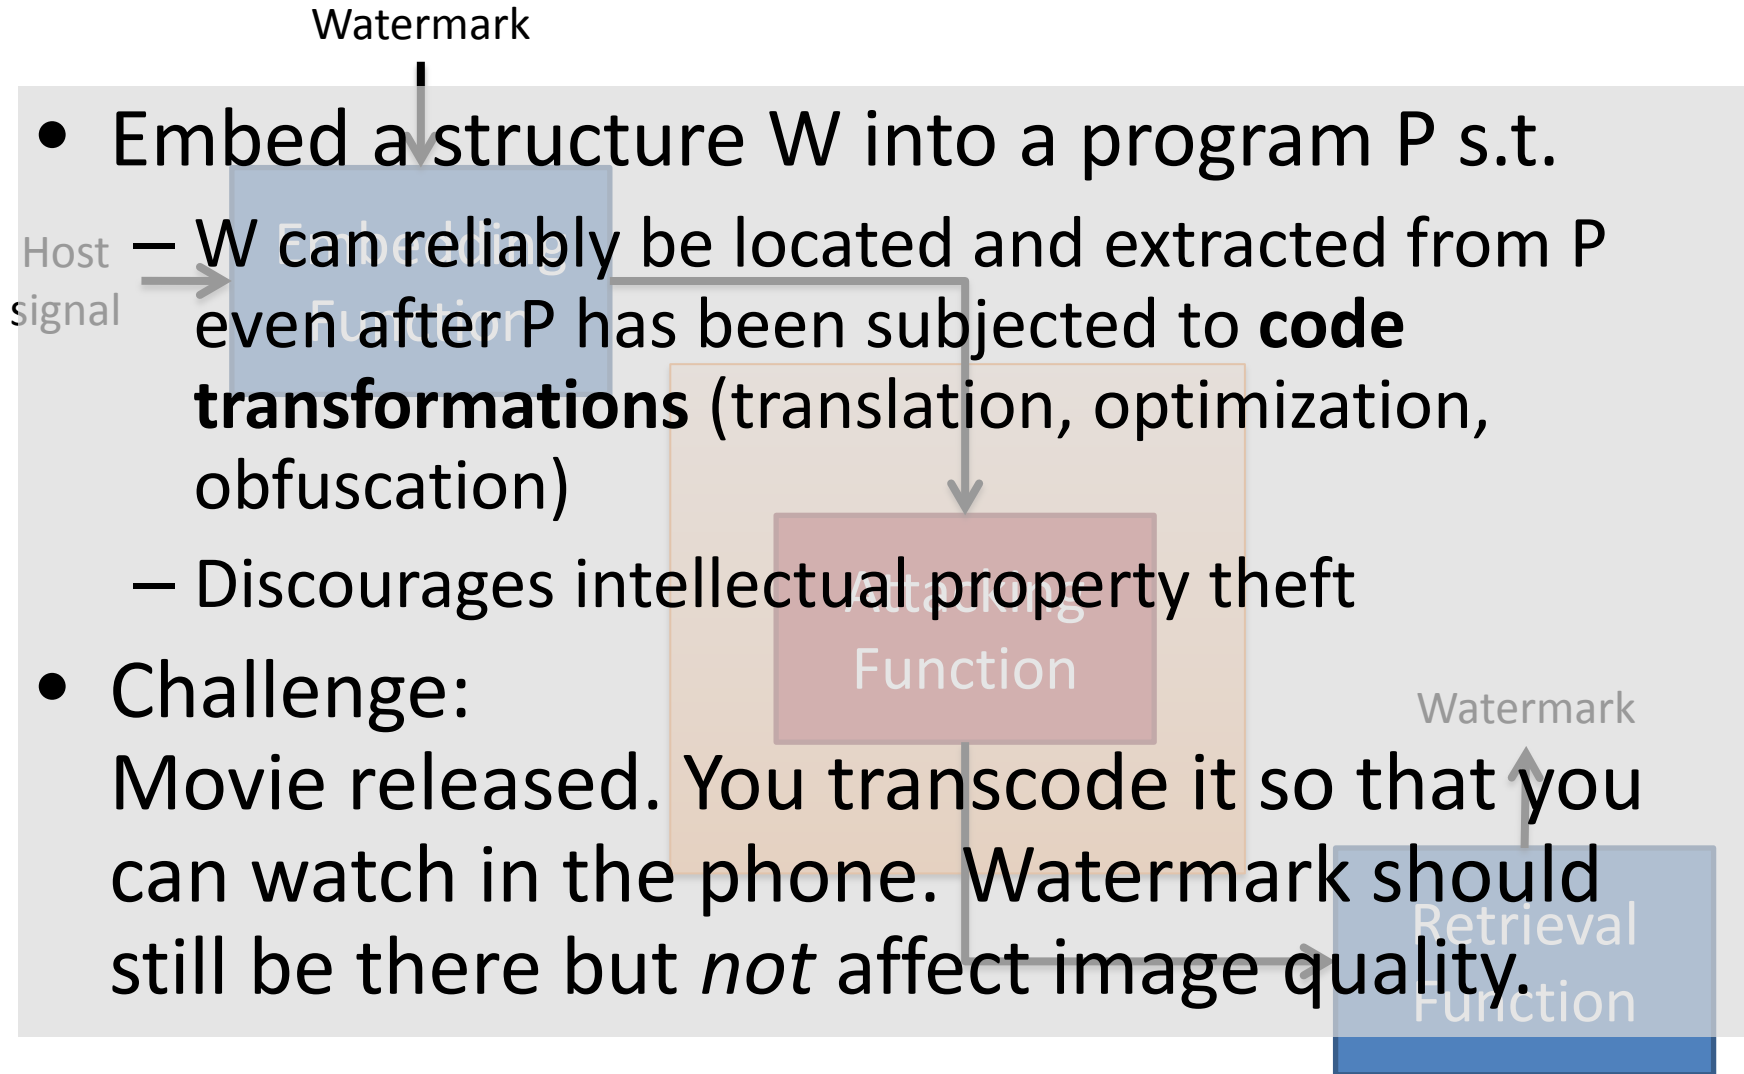 Watermark
• Embed a structure W into a program P s.t.
Host
signal
Embedding
Function
– W can reliably be located and extracted from P
even after P has been subjected to code
transformations (translation, optimization,
obfuscation)
– Discourages intellectual property theft
Attacking
Function
• Challenge:
Watermark
Movie released. You transcode it so that you
can watch in the phone. Watermark should
still be there but not affect image quality.
Retrieval
Function